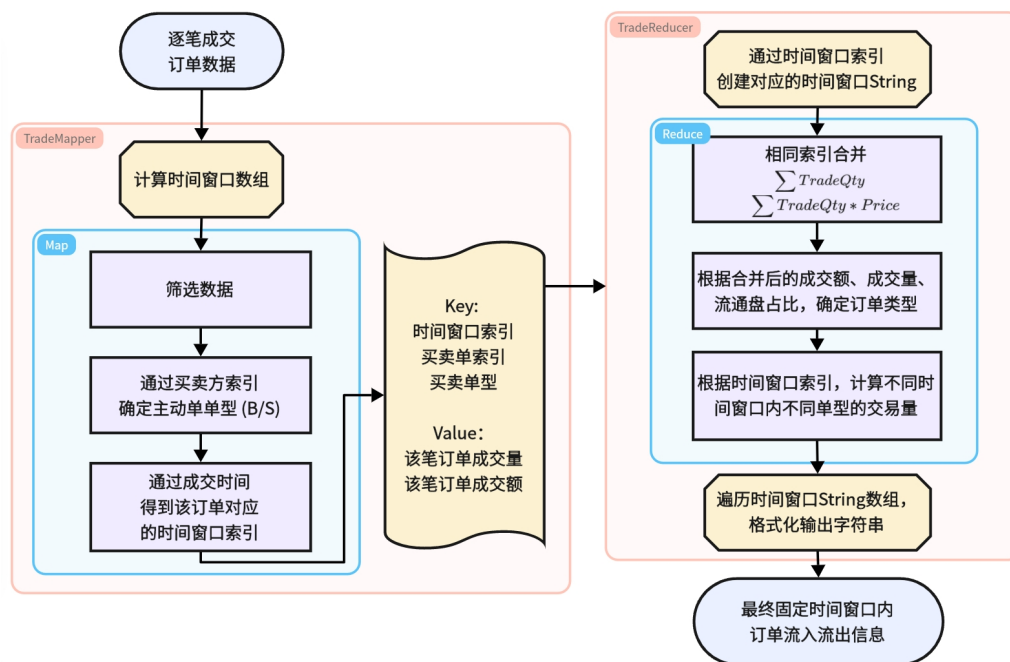 逐笔成交
订单数据
TradeMapper
计算时间窗口数组
Map
筛选数据
通过买卖方索引
确定主动单单型 (B/S)
通过成交时间
得到该订单对应
的时间窗口索引
Key:
时间窗口索引
买卖单索引
买卖单型
Value：
该笔订单成交量
该笔订单成交额
TradeReducer
通过时间窗口索引
创建对应的时间窗口String
Reduce
相同索引合并
∑ TradeQty
∑ TradeQty * Price
根据合并后的成交额、成交量、
流通盘占比，确定订单类型
根据时间窗口索引，计算不同时
间窗口内不同单型的交易量
遍历时间窗口String数组，
格式化输出字符串
最终固定时间窗口内
订单流入流出信息